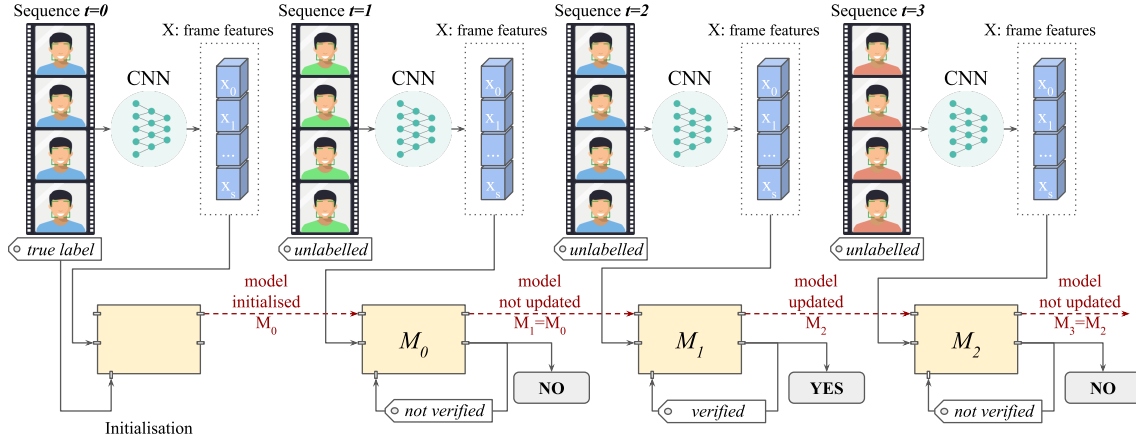 Sequence t=0
X: frame features
CNN
x0
x1
...
xs
true label
Sequence t=1
X: frame features
CNN
x0
x1
...
xs
unlabelled
Sequence t=2
X: frame features
CNN
x0
x1
...
xs
unlabelled
Sequence t=3
X: frame features
CNN
x0
x1
...
xs
unlabelled
model
initialised
M0
model
not updated
M1=M0
model
updated
M2
model
not updated
M3=M2
M0
M1
M2
NO
YES
NO
not verified
verified
not verified
Initialisation